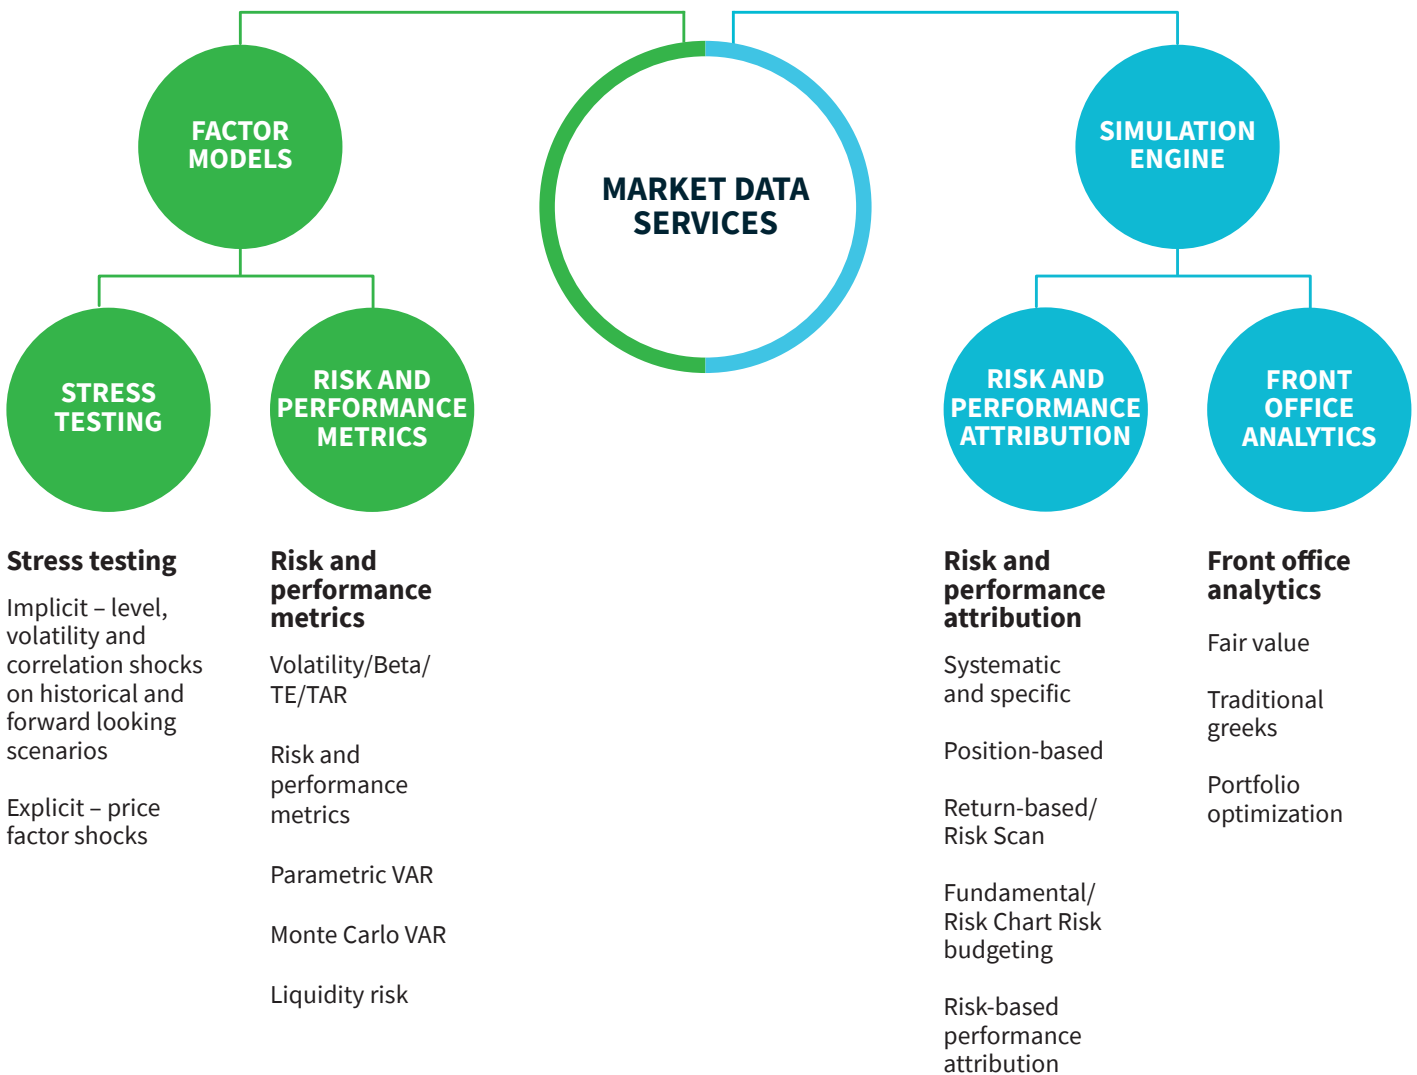 FACTOR
MODELS
MARKET DATA
SERVICES
SIMULATION
ENGINE
STRESS
TESTING
RISK AND
PERFORMANCE
METRICS
RISK AND
PERFORMANCE
ATTRIBUTION
FRONT
OFFICE
ANALYTICS
Stress testing
Implicit – level,
volatility and
correlation shocks
on historical and
forward looking
scenarios
Explicit – price
factor shocks
Risk and
performance
metrics
Volatility/Beta/
TE/TAR
Risk and
performance
metrics
Parametric VAR
Monte Carlo VAR
Liquidity risk
Risk and
performance
attribution
Systematic
and specific
Position-based
Return-based/
Risk Scan
Fundamental/
Risk Chart Risk
budgeting
Risk-based
performance
attribution
Front office
analytics
Fair value
Traditional
greeks
Portfolio
optimization